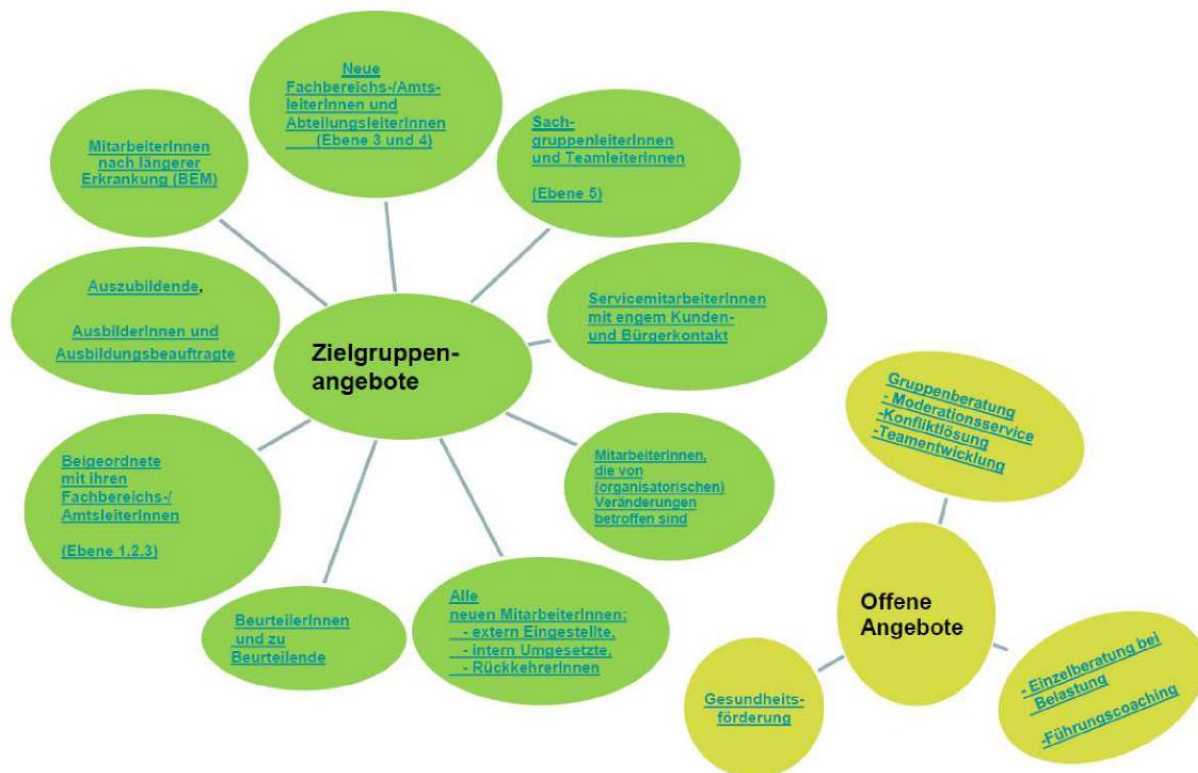 Neue
Fachbereichs-/Amts-
leiterInnen und
AbteilungsleiterInnen
(Ebene 3 und 4)
Sach-
gruppenleiterInnen
und TeamleiterInnen
(Ebene 5)
MitarbeiterInnen
nach längerer
Erkrankung (BEM)
Auszubildende,
AusbilderInnen und
Ausbildungsbeauftragte
ServicemitarbeiterInnen
mit engem Kunden-
und Bürgerkontakt
Zielgruppen-
angebote
Beigeordnete
mit ihren
Fachbereichs-/
AmtsleiterInnen
(Ebene 1,2,3)
MitarbeiterInnen,
die von
(organisatorischen)
Veränderungen
betroffen sind
BeurteilerInnen
und zu
Beurteilende
Alle
neuen MitarbeiterInnen:
- extern Eingestellte,
- intern Umgesetzte,
- RückkehrerInnen
Gruppenberatung
- Moderationsservice
-Konfliktlösung
-Teamentwicklung
Offene
Angebote
Gesundheits-
förderung
- Einzelberatung bei
Belastung
-Führungscoaching